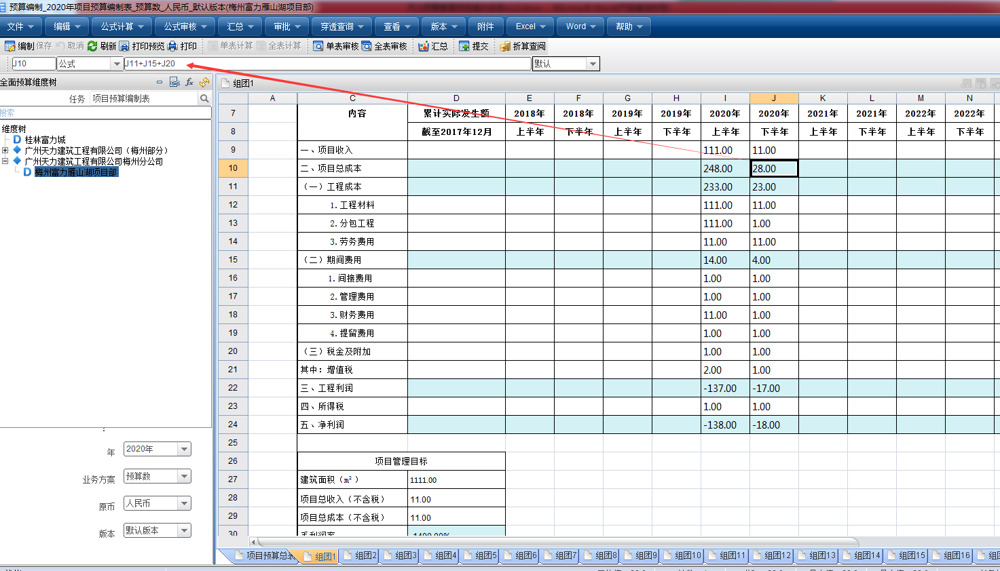 预算编制_2020年项目预算编制表_预算数_人民币_默认版本(梅州富力雁山湖项目部)
文件 编辑 公式计算 公式审核 汇总 审批 穿透查询 查看 版本 附件 Excel Word 帮助
编制 保存 取消 刷新 打印预览 打印 单表计算 全表计算 单表审核 全表审核 汇总 提交 折算查阅
J10 公式 J11+J15+J20 默认
全面预算维度树
任务 项目预算编制表
搜索
维度树
桂林富力城
广州天力建筑工程有限公司（梅州部分）
广州天力建筑工程有限公司梅州分公司
梅州富力雁山湖项目部
年 2020年
业务方案 预算数
原币 人民币
版本 默认版本
组团1
A C D E F G H I J K L M N
7 内容 累计实际发生额 2018年 2018年 2019年 2019年 2020年 2020年 2021年 2021年 2022年 2022年
8 截至2017年12月 上半年 下半年 上半年 下半年 上半年 下半年 上半年 下半年 上半年 下半年
9 一、项目收入 111.00 11.00
10 二、项目总成本 248.00 28.00
11 （一）工程成本 233.00 23.00
12 1.工程材料 111.00 11.00
13 2.分包工程 111.00 1.00
14 3.劳务费用 11.00 11.00
15 （二）期间费用 14.00 4.00
16 1.间接费用 1.00 1.00
17 2.管理费用 1.00 1.00
18 3.财务费用 11.00 1.00
19 4.提留费用 1.00 1.00
20 （三）税金及附加 1.00 1.00
21 其中：增值税 2.00 1.00
22 三、工程利润 -137.00 -17.00
23 四、所得税 1.00 1.00
24 五、净利润 -138.00 -18.00
25
26 项目管理目标
27 建筑面积（㎡） 1111.00
28 项目总收入（不含税） 11.00
29 项目总成本（不含税） 11.00
30 毛利润率
项目预算总表 组团1 组团2 组团3 组团4 组团5 组团6 组团7 组团8 组团9 组团10 组团11 组团12 组团13 组团14 组团15 组团16